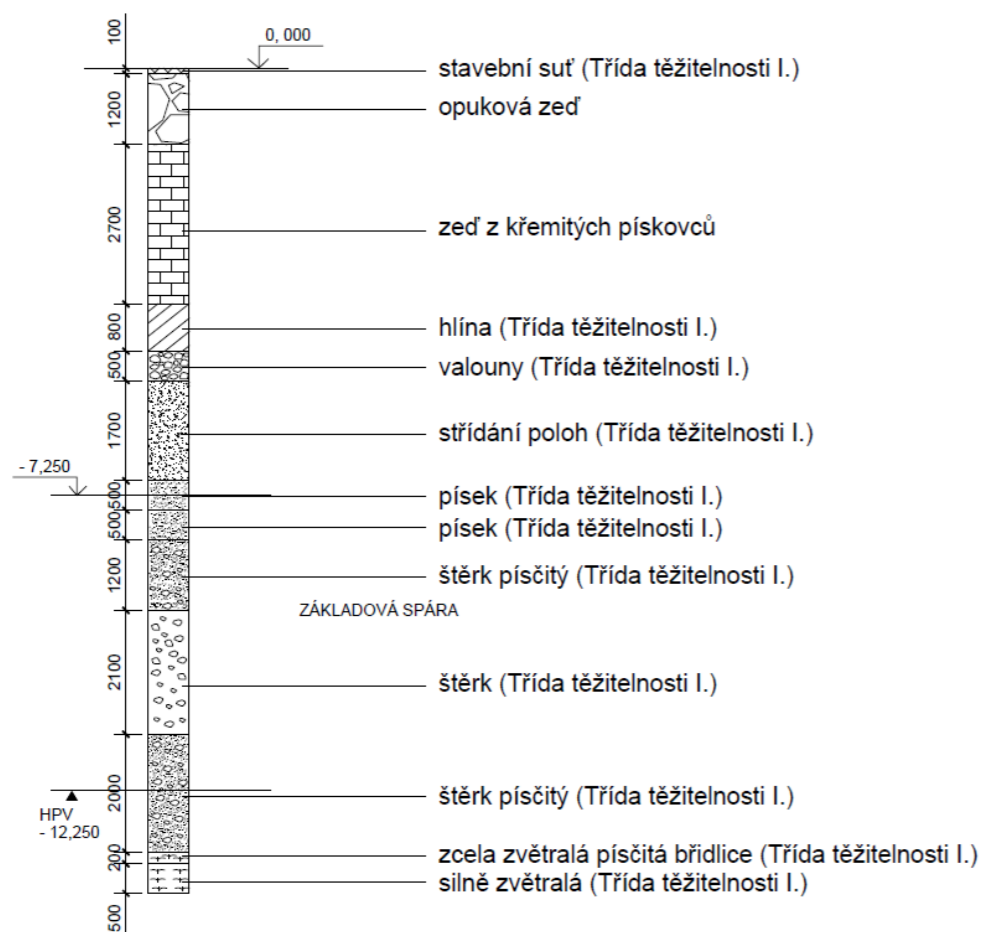 100
0, 000
stavební suť (Třída těžitelnosti I.)
1200
opuková zeď
2700
zeď z křemitých pískovců
800
hlína (Třída těžitelnosti I.)
500
valouny (Třída těžitelnosti I.)
1700
střídání poloh (Třída těžitelnosti I.)
- 7,250
500
písek (Třída těžitelnosti I.)
500
písek (Třída těžitelnosti I.)
1200
štěrk písčitý (Třída těžitelnosti I.)
ZÁKLADOVÁ SPÁRA
2100
štěrk (Třída těžitelnosti I.)
2000
štěrk písčitý (Třída těžitelnosti I.)
HPV
- 12,250
200
zcela zvětralá písčitá břidlice (Třída těžitelnosti I.)
silně zvětralá (Třída těžitelnosti I.)
500